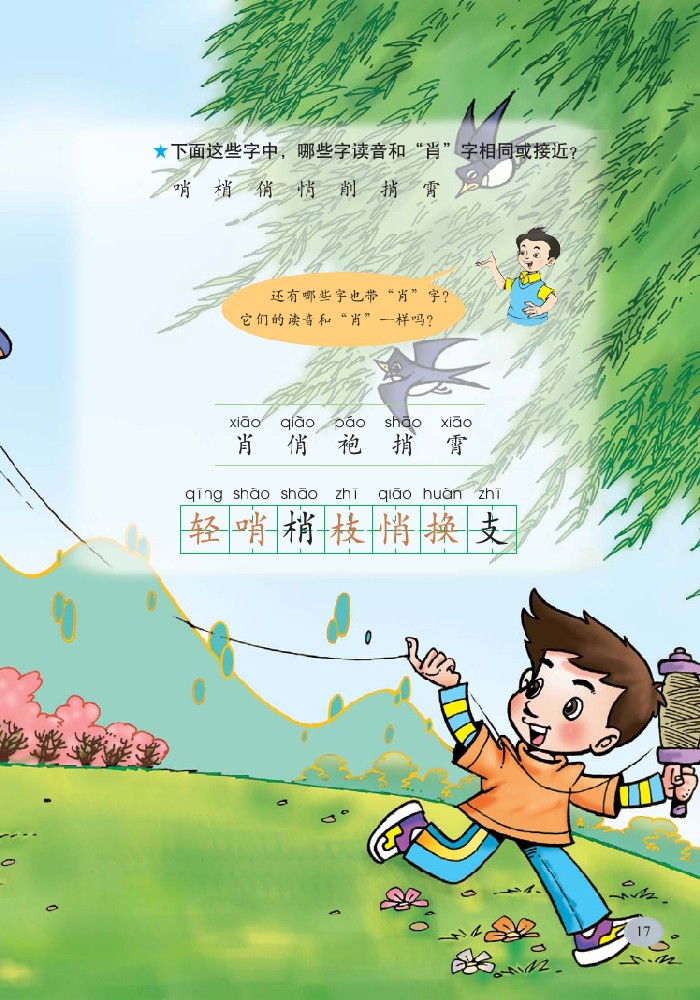 ★下面这些字中，哪些字读音和“肖”字相同或接近？
哨 梢 俏 悄 削 捎 霄
还有哪些字也带“肖”字？
它们的读音和“肖”一样吗？
xiāo qiào páo shāo xiāo
肖 俏 袍 捎 霄
qīng shào shāo zhī qiāo huàn zhī
轻 哨 梢 枝 悄 换 支
17